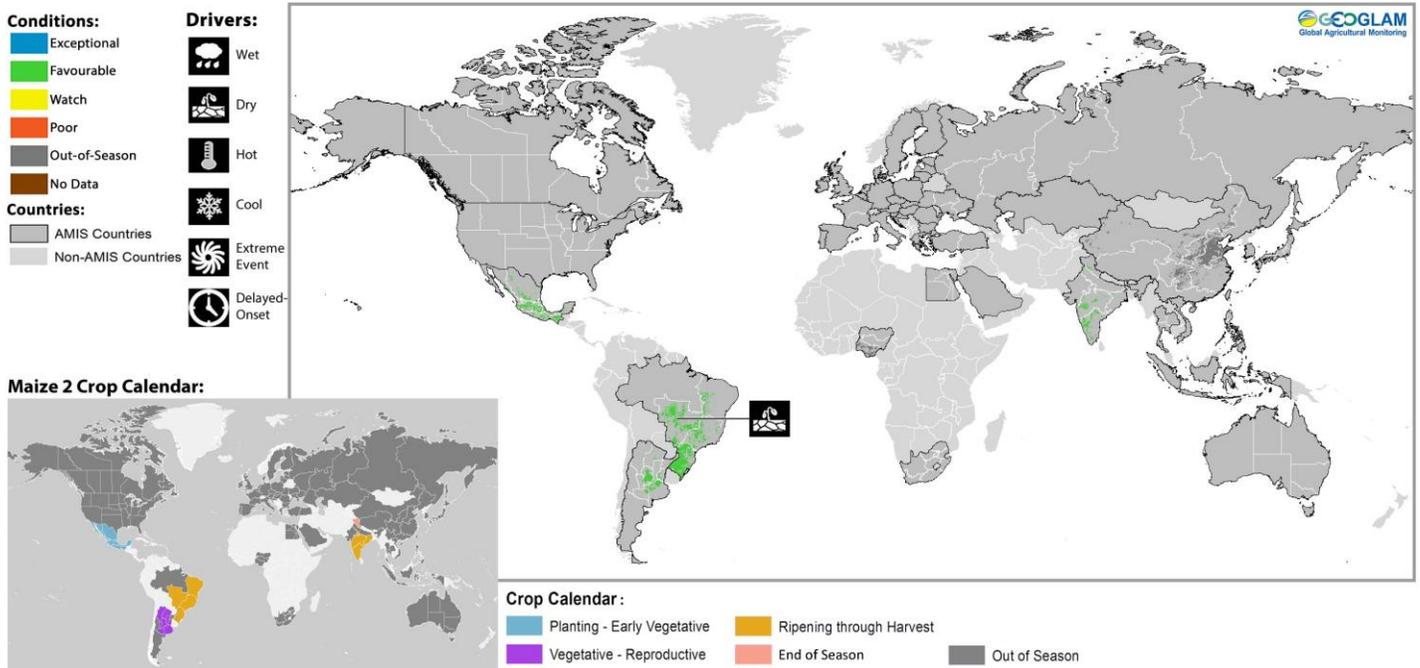 Conditions:
Exceptional
Favourable
Watch
Poor
Out-of-Season
No Data
Countries:
AMIS Countries
Non-AMIS Countries
Drivers:
Wet
Dry
Hot
Cool
Extreme
Event
Delayed-
Onset
GEOGLAM
Global Agricultural Monitoring
Maize 2 Crop Calendar:
Crop Calendar :
Planting - Early Vegetative
Vegetative - Reproductive
Ripening through Harvest
End of Season
Out of Season